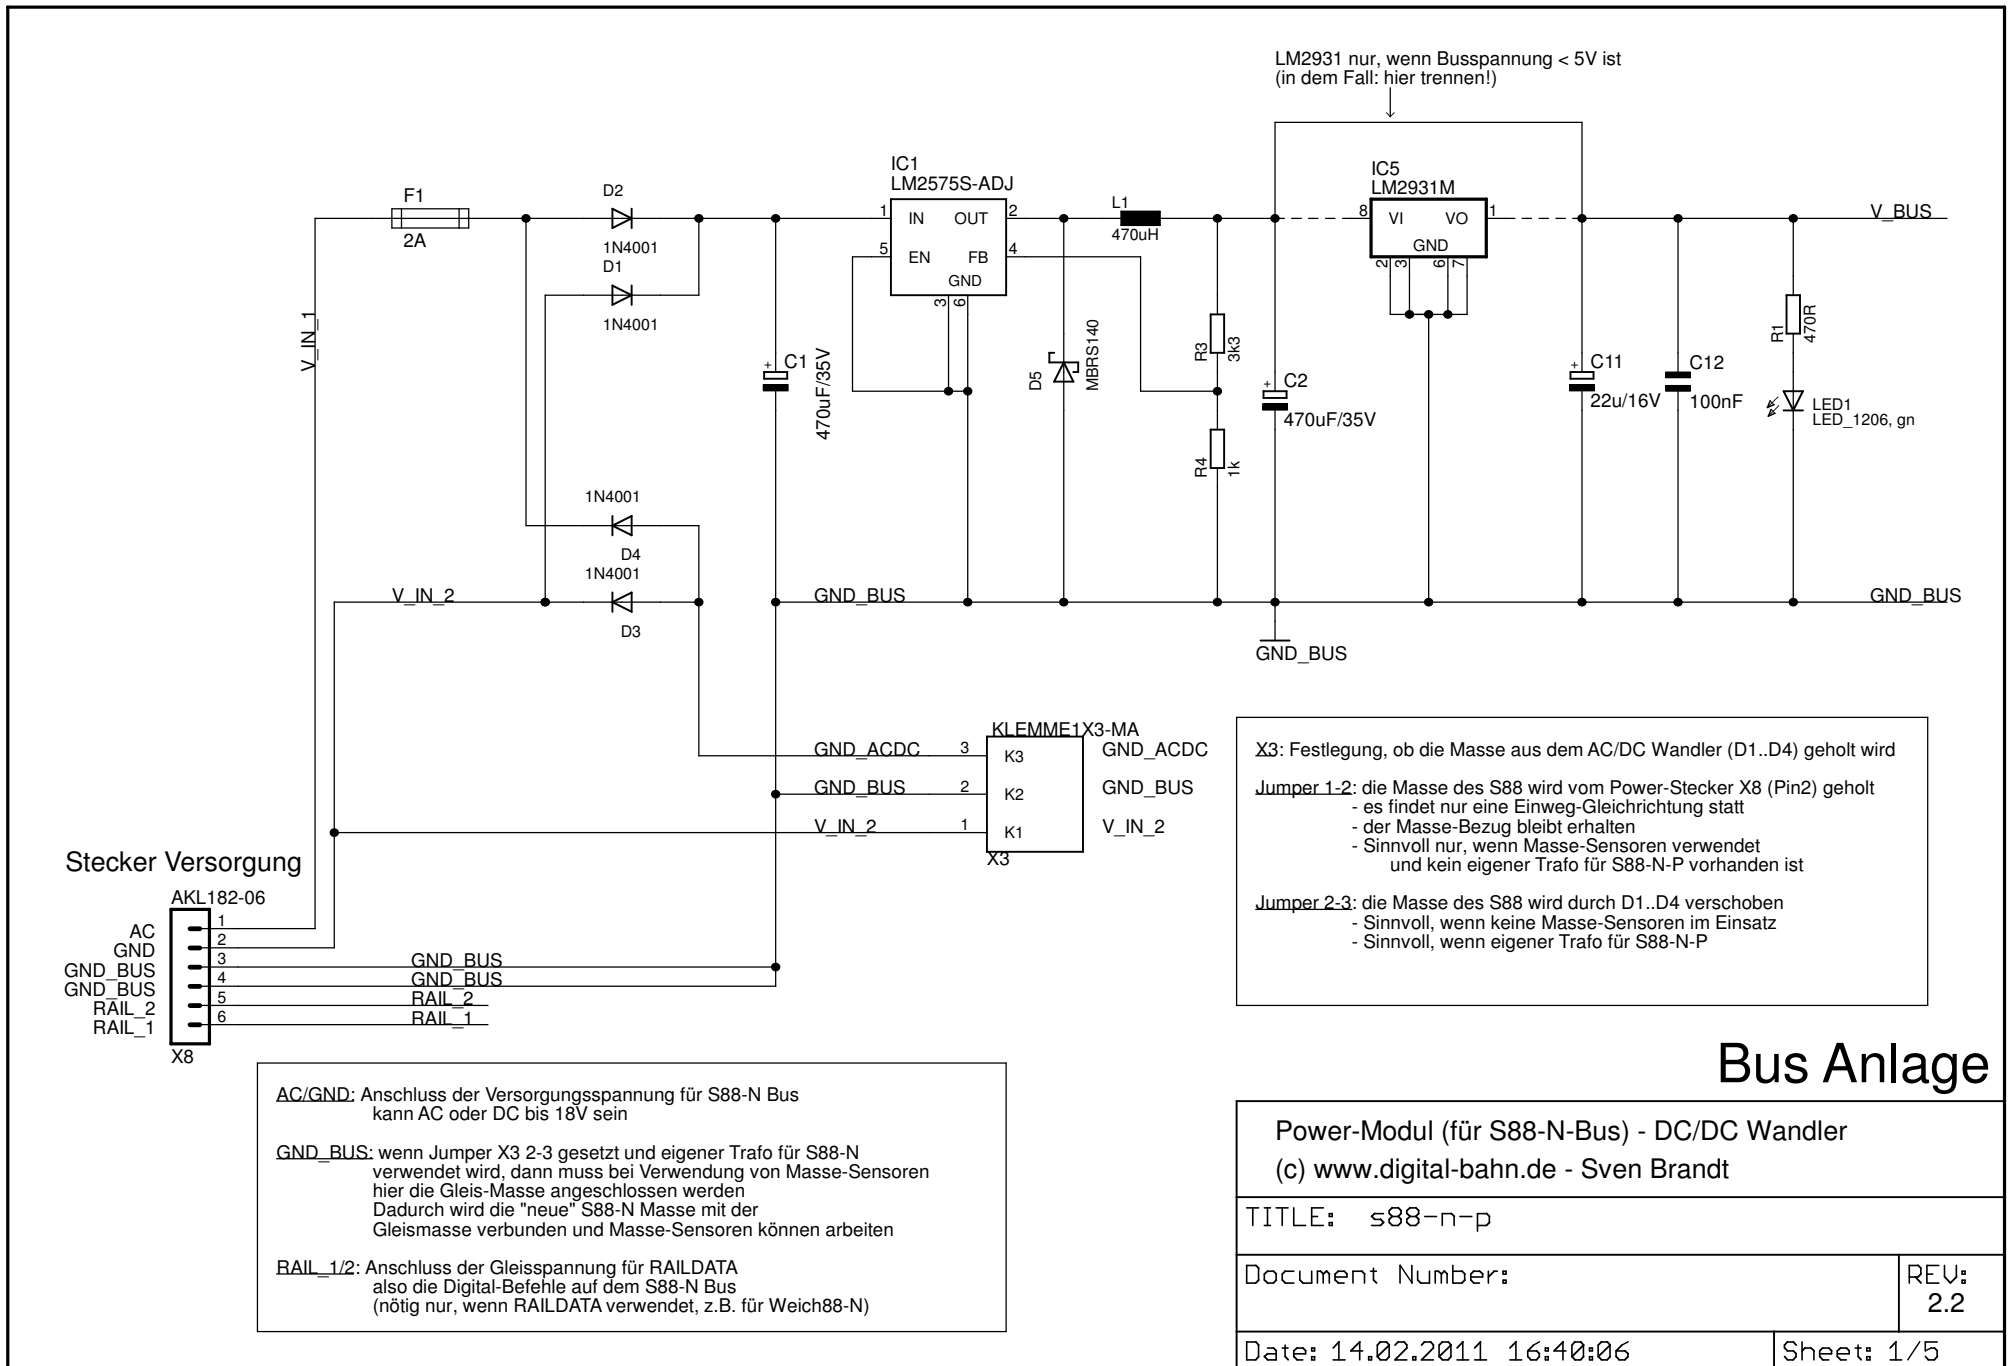 LM2931 nur, wenn Busspannung < 5V ist
(in dem Fall: hier trennen!)
F1
2A
D2
1N4001
D1
1N4001
IC1
LM2575S-ADJ
1
IN
OUT
2
5
EN
FB
4
GND
3
6
L1
470uH
IC5
LM2931M
8
VI
VO
1
GND
2
3
6
7
V_BUS
V_IN_1
C1
470uF/35V
D5
MBRS140
R3
3k3
R4
1k
C2
470uF/35V
C11
22u/16V
C12
100nF
R1
470R
LED1
LED_1206, gn
1N4001
D4
1N4001
D3
V_IN_2
GND_BUS
GND_BUS
GND_BUS
KLEMME1X3-MA
GND_ACDC
3
K3
GND_ACDC
GND_BUS
2
K2
GND_BUS
V_IN_2
1
K1
V_IN_2
X3
Stecker Versorgung
AKL182-06
AC
1
GND
2
GND_BUS
3
GND_BUS
GND_BUS
4
GND_BUS
RAIL_2
5
RAIL_2
RAIL_1
6
RAIL_1
X8
X3: Festlegung, ob die Masse aus dem AC/DC Wandler (D1..D4) geholt wird
Jumper 1-2: die Masse des S88 wird vom Power-Stecker X8 (Pin2) geholt
- es findet nur eine Einweg-Gleichrichtung statt
- der Masse-Bezug bleibt erhalten
- Sinnvoll nur, wenn Masse-Sensoren verwendet
und kein eigener Trafo für S88-N-P vorhanden ist
Jumper 2-3: die Masse des S88 wird durch D1..D4 verschoben
- Sinnvoll, wenn keine Masse-Sensoren im Einsatz
- Sinnvoll, wenn eigener Trafo für S88-N-P
AC/GND: Anschluss der Versorgungsspannung für S88-N Bus
kann AC oder DC bis 18V sein
GND_BUS: wenn Jumper X3 2-3 gesetzt und eigener Trafo für S88-N
verwendet wird, dann muss bei Verwendung von Masse-Sensoren
hier die Gleis-Masse angeschlossen werden
Dadurch wird die "neue" S88-N Masse mit der
Gleismasse verbunden und Masse-Sensoren können arbeiten
RAIL_1/2: Anschluss der Gleisspannung für RAILDATA
also die Digital-Befehle auf dem S88-N Bus
(nötig nur, wenn RAILDATA verwendet, z.B. für Weich88-N)
Bus Anlage
Power-Modul (für S88-N-Bus) - DC/DC Wandler
(c) www.digital-bahn.de - Sven Brandt
TITLE: s88-n-p
Document Number:
REV:
2.2
Date: 14.02.2011 16:40:06
Sheet: 1/5